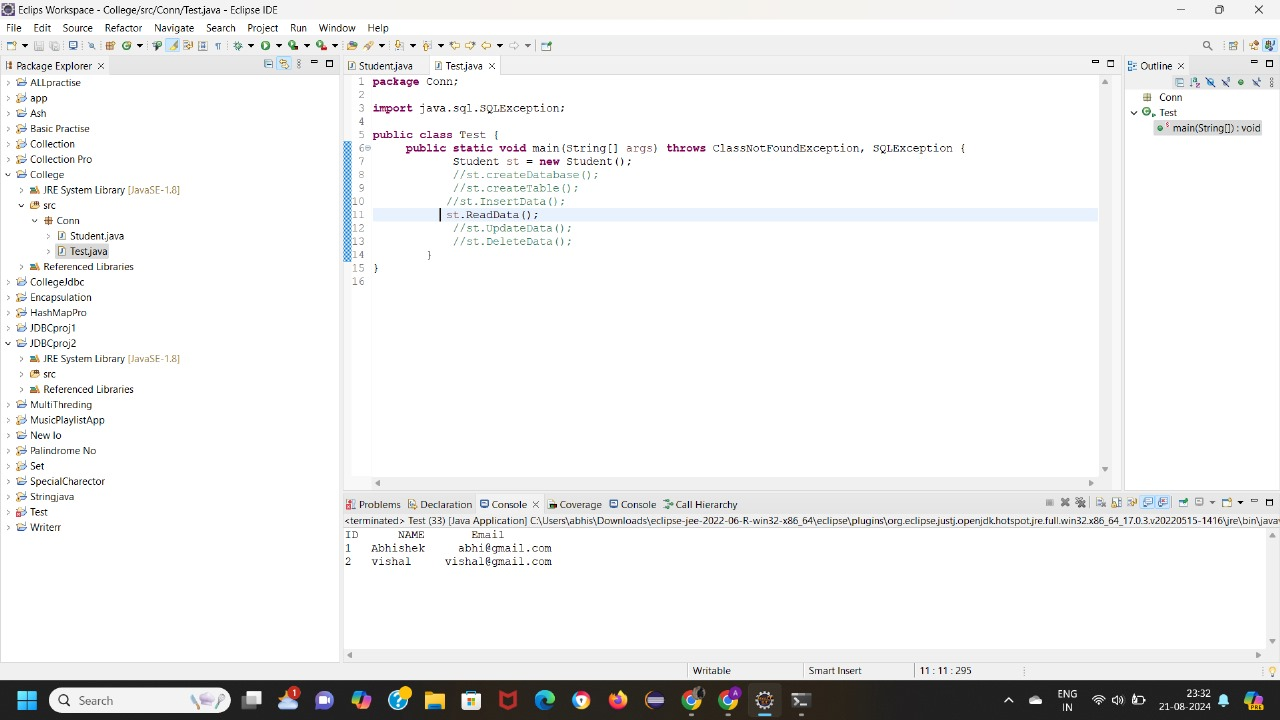 Eclips Workspace - College/src/Conn/Test.java - Eclipse IDE
File Edit Source Refactor Navigate Search Project Run Window Help
Package Explorer
ALLpractise
app
Ash
Basic Practise
Collection
Collection Pro
College
JRE System Library [JavaSE-1.8]
src
Conn
Student.java
Test.java
Referenced Libraries
CollegeJdbc
Encapsulation
HashMapPro
JDBCproj1
JDBCproj2
JRE System Library [JavaSE-1.8]
src
Referenced Libraries
MultiThreding
MusicPlaylistApp
New Io
Palindrome No
Set
SpecialCharector
Stringjava
Test
Writerr
Student.java Test.java
1 package Conn;
2
3 import java.sql.SQLException;
4
5 public class Test {
6 public static void main(String[] args) throws ClassNotFoundException, SQLException {
7 Student st = new Student();
8 //st.createDatabase();
9 //st.createTable();
10 //st.InsertData();
11 st.ReadData();
12 //st.UpdateData();
13 //st.DeleteData();
14 }
15 }
16
Outline
Conn
Test
main(String[]) : void
Problems Declaration Console Coverage Console Call Hierarchy
<terminated> Test (33) [Java Application] C:\Users\abhis\Downloads\eclipse-jee-2022-06-R-win32-x86_64\eclipse\plugins\org.eclipse.justj.openjdk.hotspot.jre.full.win32.x86_64_17.0.3.v20220515-1416\jre\bin\java
ID NAME Email
1 Abhishek abhi@gmail.com
2 vishal vishal@gmail.com
Writable Smart Insert 11 : 11 : 295
Search
1
ENG
IN
23:32
21-08-2024